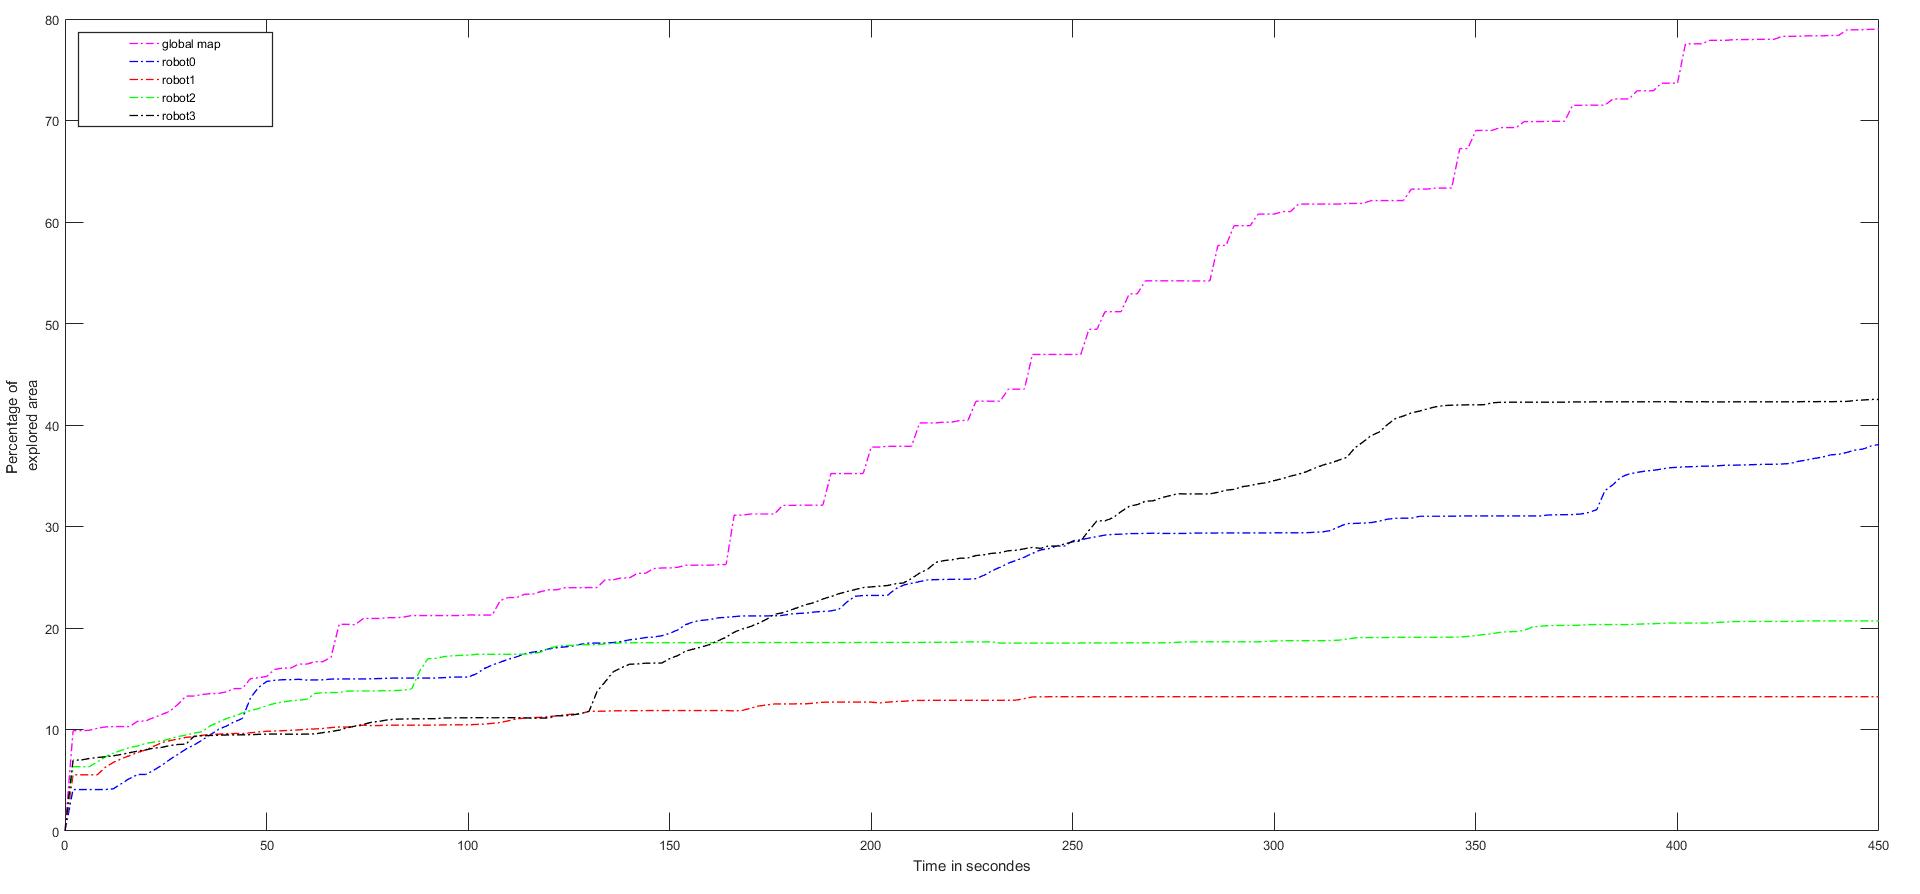 80
70
60
50
40
30
20
10
0
global map
robot0
robot1
robot2
robot3
Percentage of
explored area
0 50 100 150 200 250 300 350 400 450
Time in secondes